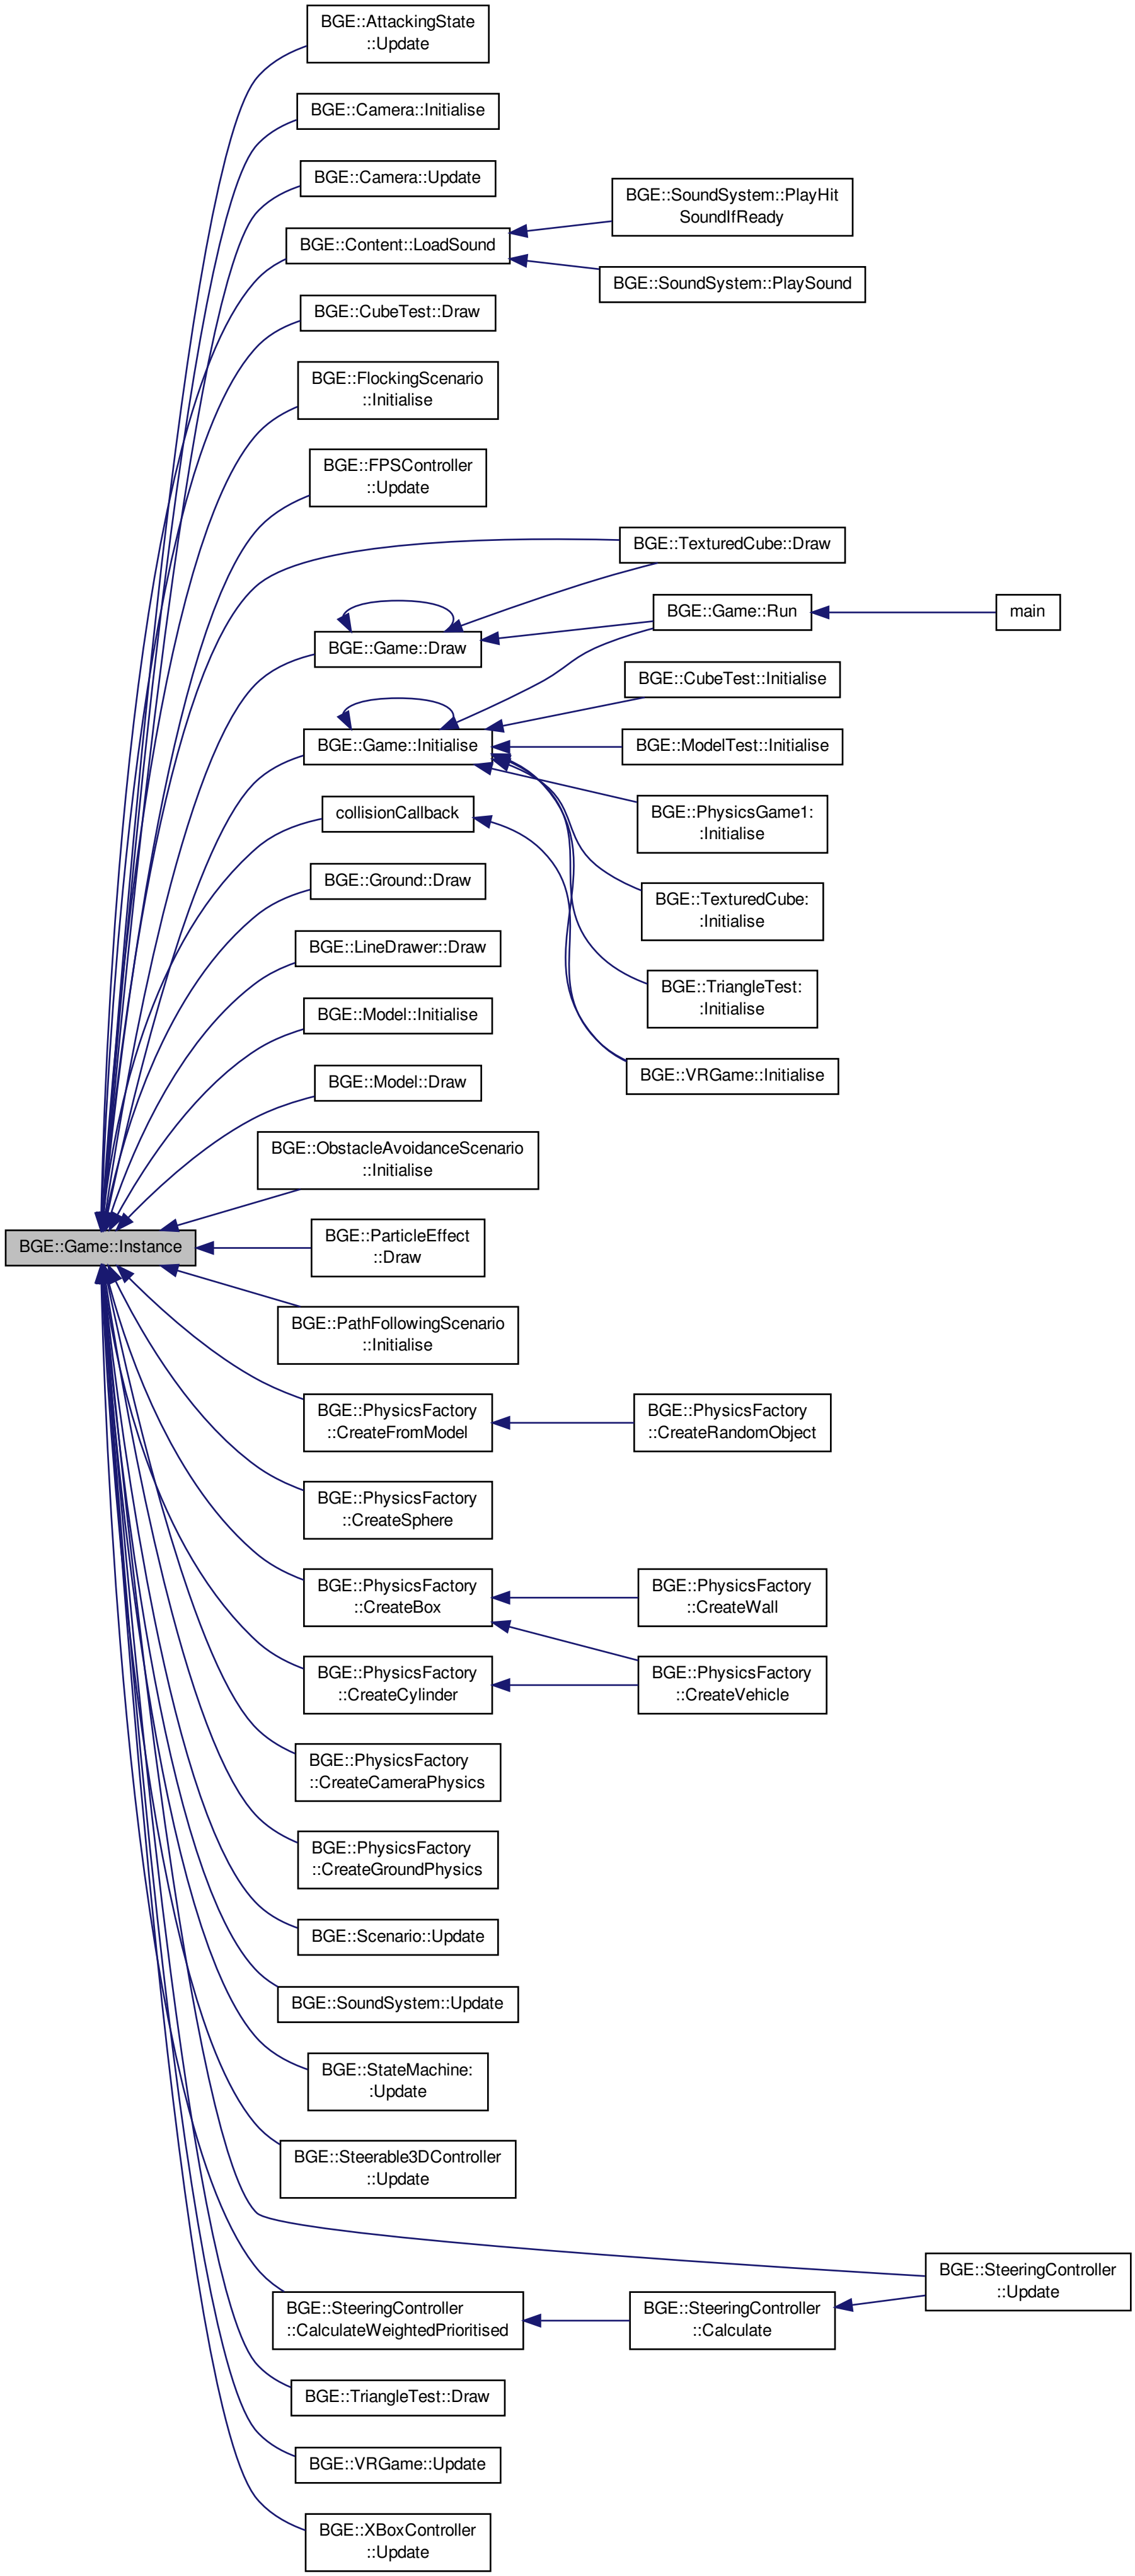 BGE::AttackingState
::Update
BGE::Camera::Initialise
BGE::Camera::Update
BGE::SoundSystem::PlayHit
SoundIfReady
BGE::Content::LoadSound
BGE::SoundSystem::PlaySound
BGE::CubeTest::Draw
BGE::FlockingScenario
::Initialise
BGE::FPSController
::Update
BGE::TexturedCube::Draw
BGE::Game::Run
main
BGE::Game::Draw
BGE::CubeTest::Initialise
BGE::Game::Initialise
BGE::ModelTest::Initialise
BGE::PhysicsGame1:
:Initialise
collisionCallback
BGE::Ground::Draw
BGE::TexturedCube:
:Initialise
BGE::LineDrawer::Draw
BGE::TriangleTest:
:Initialise
BGE::Model::Initialise
BGE::Model::Draw
BGE::VRGame::Initialise
BGE::ObstacleAvoidanceScenario
::Initialise
BGE::Game::Instance
BGE::ParticleEffect
::Draw
BGE::PathFollowingScenario
::Initialise
BGE::PhysicsFactory
::CreateFromModel
BGE::PhysicsFactory
::CreateRandomObject
BGE::PhysicsFactory
::CreateSphere
BGE::PhysicsFactory
::CreateBox
BGE::PhysicsFactory
::CreateWall
BGE::PhysicsFactory
::CreateCylinder
BGE::PhysicsFactory
::CreateVehicle
BGE::PhysicsFactory
::CreateCameraPhysics
BGE::PhysicsFactory
::CreateGroundPhysics
BGE::Scenario::Update
BGE::SoundSystem::Update
BGE::StateMachine:
:Update
BGE::Steerable3DController
::Update
BGE::SteeringController
::Update
BGE::SteeringController
::CalculateWeightedPrioritised
BGE::SteeringController
::Calculate
BGE::TriangleTest::Draw
BGE::VRGame::Update
BGE::XBoxController
::Update